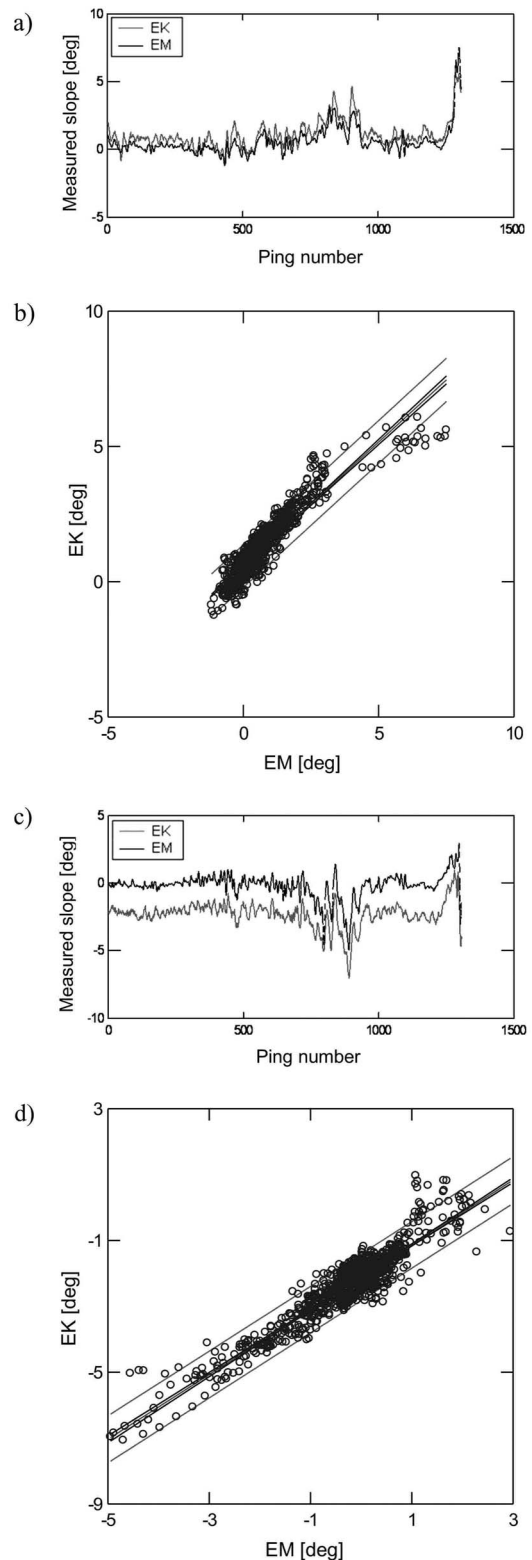 a)
10
EK
EM
5
0
-5
Measured slope [deg]
0 500 1000 1500
Ping number
b)
10
5
0
-5
EK [deg]
-5 0 5 10
EM [deg]
c)
5
EK
EM
0
-5
-10
Measured slope [deg]
0 500 1000 1500
Ping number
d)
3
-1
-5
-9
EK [deg]
-5 -3 -1 1 3
EM [deg]